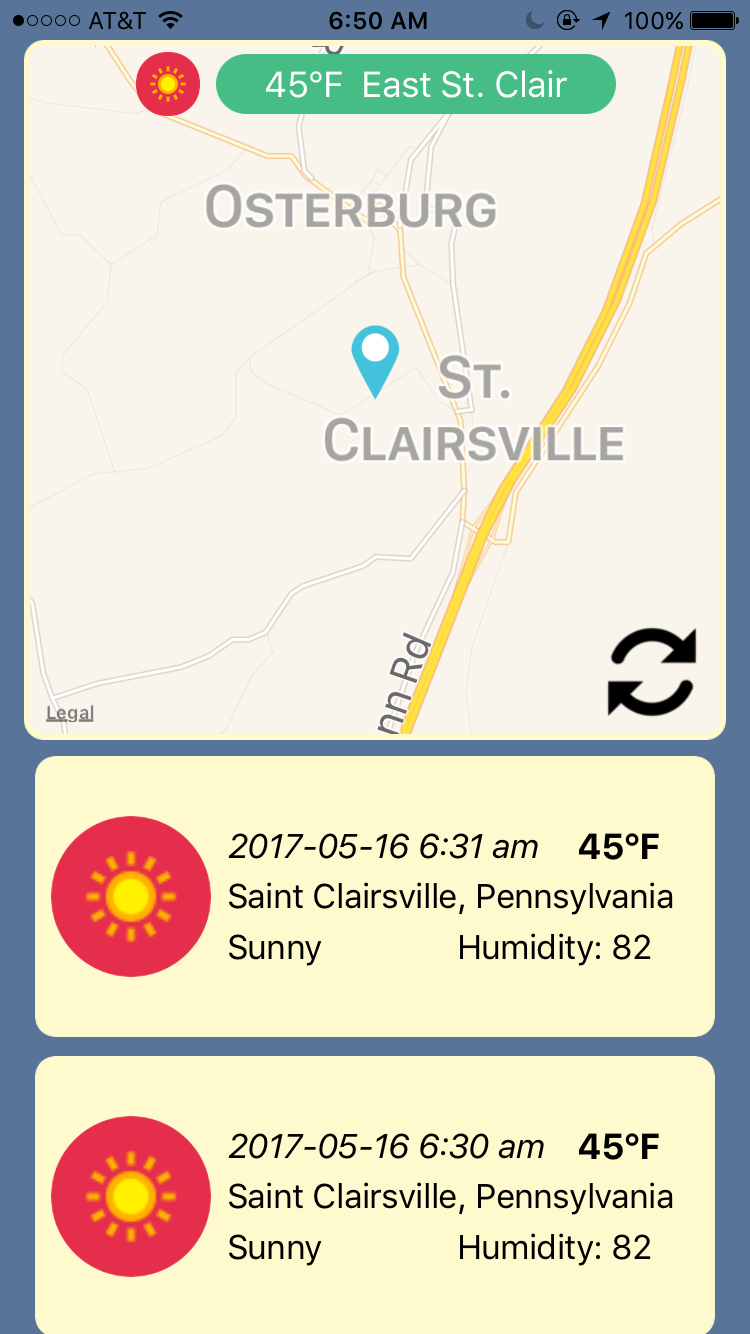 AT&T 6:50 AM 100%
45°F East St. Clair
OSTERBURG
ST.
CLAIRSVILLE
nn Rd
Legal
2017-05-16 6:31 am 45°F
Saint Clairsville, Pennsylvania
Sunny Humidity: 82
2017-05-16 6:30 am 45°F
Saint Clairsville, Pennsylvania
Sunny Humidity: 82